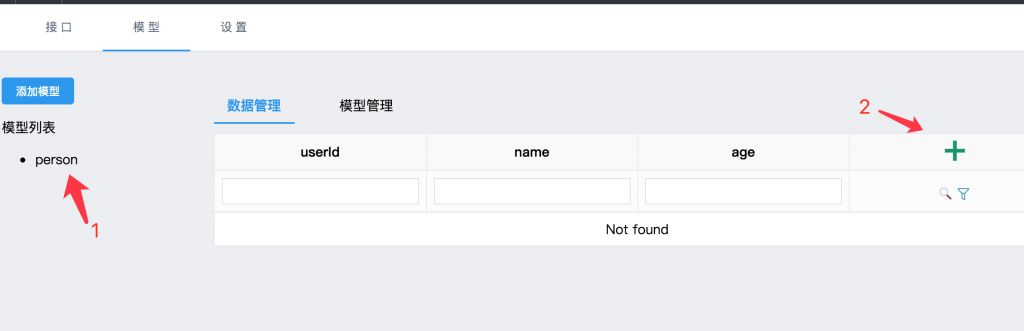 接口 模型 设置
添加模型
模型列表
person
1
数据管理 模型管理
2
userId name age
Not found